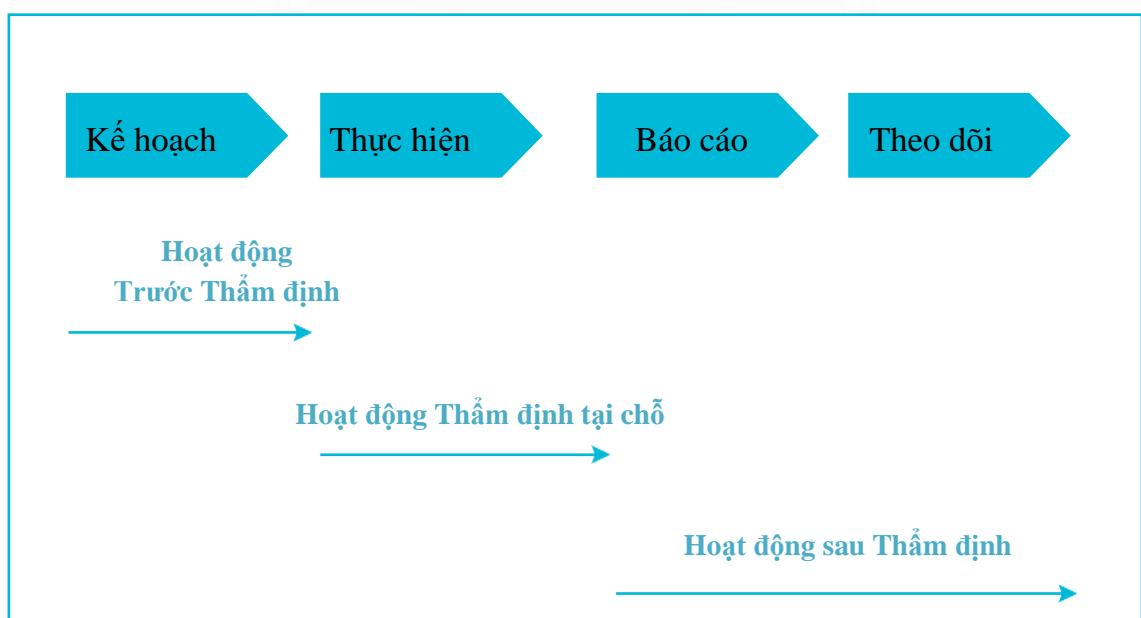 Kế hoạch
Thực hiện
Báo cáo
Theo dõi
Hoạt động
Trước Thẩm định
Hoạt động Thẩm định tại chỗ
Hoạt động sau Thẩm định